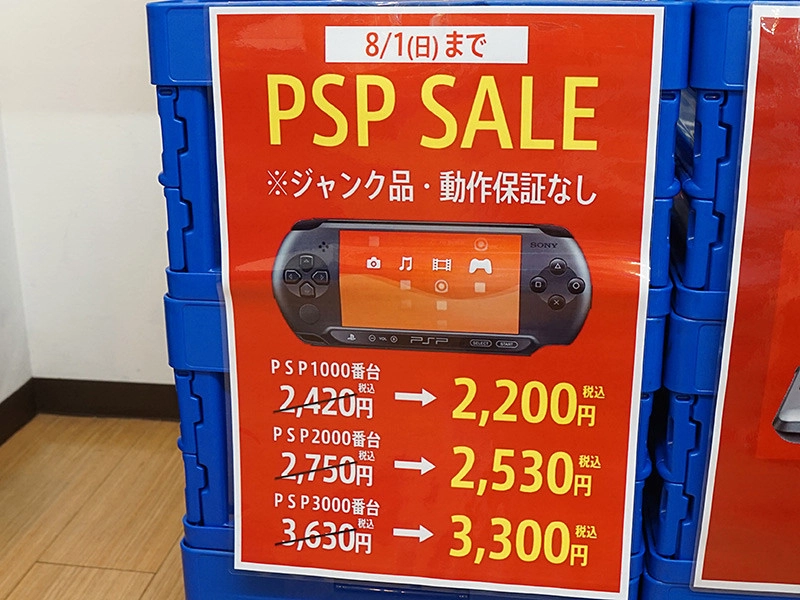 8/1(日)まで
PSP SALE
※ジャンク品・動作保証なし
SONY
VOL
PSP
SELECT
START
PSP1000番台
2,420円税込 → 2,200円税込
PSP2000番台
2,750円税込 → 2,530円税込
PSP3000番台
3,630円税込 → 3,300円税込